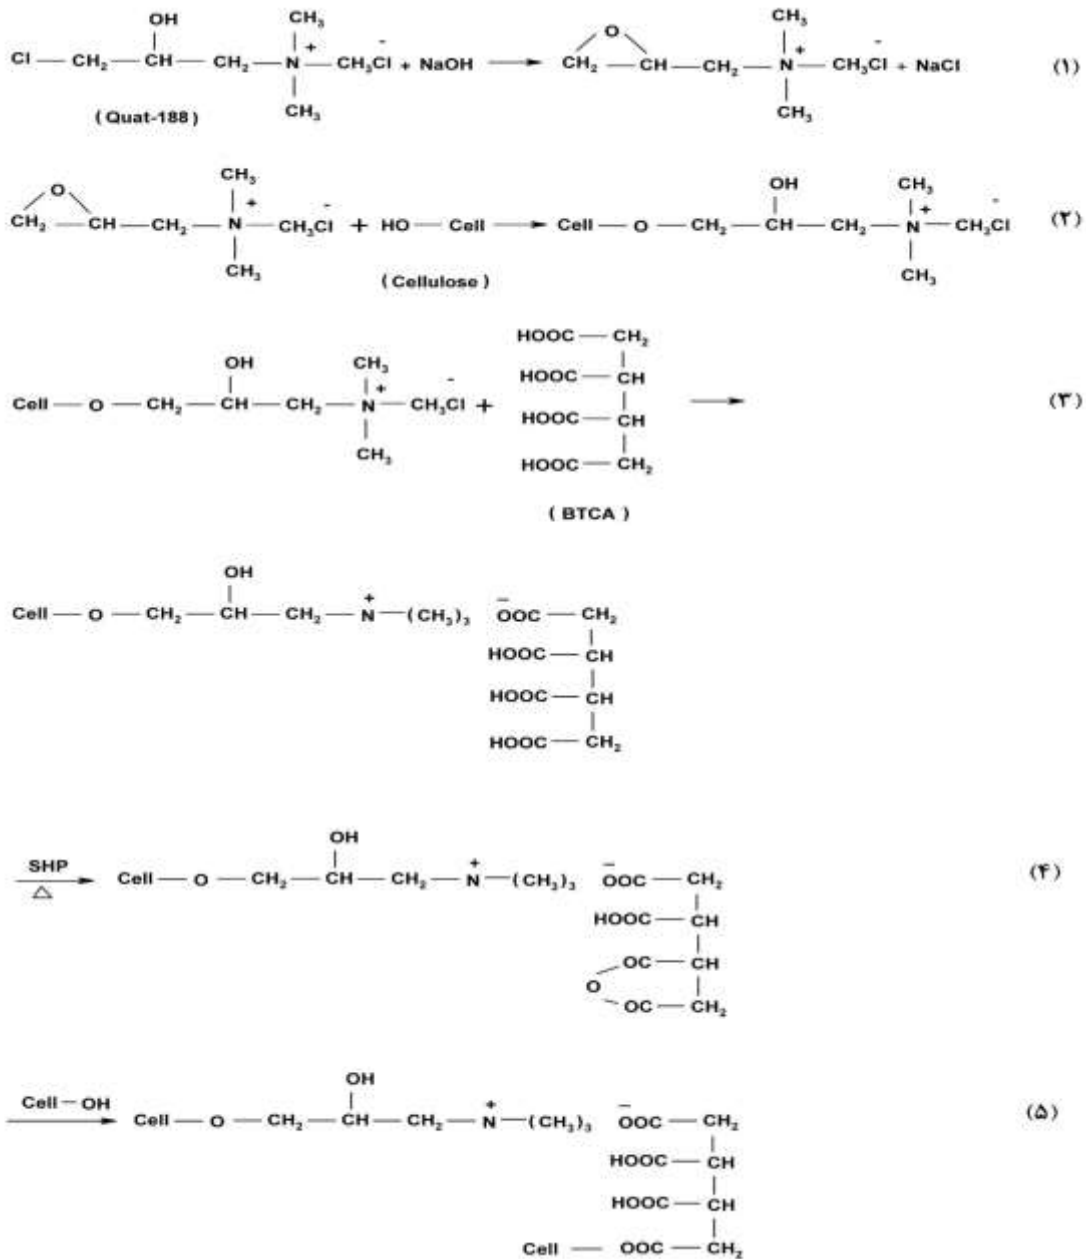 OH CH₃
Cl — CH₂ — CH — CH₂ — N⁺ — CH₃Cl⁻ + NaOH ⟶ CH₂ — CH — CH₂ — N⁺ — CH₃Cl⁻ + NaCl (۱)
O CH₃
CH₃ CH₃
(Quat-188)
O CH₃ OH CH₃
CH₂ — CH — CH₂ — N⁺ — CH₃Cl⁻ + HO — Cell ⟶ Cell — O — CH₂ — CH — CH₂ — N⁺ — CH₃Cl⁻ (۲)
CH₃ CH₃
(Cellulose)
OH CH₃ HOOC — CH₂
HOOC — CH
Cell — O — CH₂ — CH — CH₂ — N⁺ — CH₃Cl⁻ + HOOC — CH ⟶ (۳)
CH₃ HOOC — CH₂
(BTCA)
OH
Cell — O — CH₂ — CH — CH₂ — N⁺ — (CH₃)₃ ⁻OOC — CH₂
HOOC — CH
HOOC — CH
HOOC — CH₂
OH
SHP
△
Cell — O — CH₂ — CH — CH₂ — N⁺ — (CH₃)₃ ⁻OOC — CH₂ (۴)
HOOC — CH
OC — CH
O
OC — CH₂
OH
Cell — OH
Cell — O — CH₂ — CH — CH₂ — N⁺ — (CH₃)₃ ⁻OOC — CH₂ (۵)
HOOC — CH
HOOC — CH
Cell — OOC — CH₂